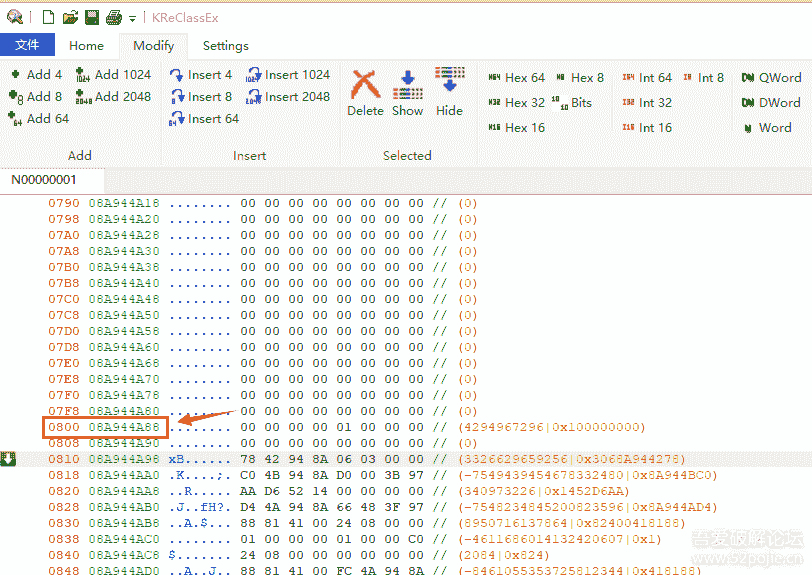 KReClassEx
文件 Home Modify Settings
Add 4 Add 1024 Insert 4 Insert 1024 Hex 64 Hex 8 Int 64 Int 8 QWord
Add 8 Add 2048 Insert 8 Insert 2048 Delete Show Hide Hex 32 Bits Int 32 DWord
Add 64 Insert 64 Hex 16 Int 16 Word
Add Insert Selected
N00000001
0790 08A944A18 ........ 00 00 00 00 00 00 00 00 // (0)
0798 08A944A20 ........ 00 00 00 00 00 00 00 00 // (0)
07A0 08A944A28 ........ 00 00 00 00 00 00 00 00 // (0)
07A8 08A944A30 ........ 00 00 00 00 00 00 00 00 // (0)
07B0 08A944A38 ........ 00 00 00 00 00 00 00 00 // (0)
07B8 08A944A40 ........ 00 00 00 00 00 00 00 00 // (0)
07C0 08A944A48 ........ 00 00 00 00 00 00 00 00 // (0)
07C8 08A944A50 ........ 00 00 00 00 00 00 00 00 // (0)
07D0 08A944A58 ........ 00 00 00 00 00 00 00 00 // (0)
07D8 08A944A60 ........ 00 00 00 00 00 00 00 00 // (0)
07E0 08A944A68 ........ 00 00 00 00 00 00 00 00 // (0)
07E8 08A944A70 ........ 00 00 00 00 00 00 00 00 // (0)
07F0 08A944A78 ........ 00 00 00 00 00 00 00 00 // (0)
07F8 08A944A80 ........ 00 00 00 00 00 00 00 00 // (0)
0800 08A944A88 ........ 00 00 00 00 01 00 00 00 // (4294967296|0x100000000)
0808 08A944A90 ........ 00 00 00 00 00 00 00 00 // (0)
0810 08A944A98 xB...... 78 42 94 8A 06 03 00 00 // (3326629659256|0x3068A944278)
0818 08A944AA0 .K....;. C0 4B 94 8A D0 00 3B 97 // (-7549439454678332480|0x8A944BC0)
0820 08A944AA8 ..R..... AA D6 52 14 00 00 00 00 // (340973226|0x1452D6AA)
0828 08A944AB0 .J..fH?. D4 4A 94 8A 66 48 3F 97 // (-7548234845200823596|0x8A944AD4)
0830 08A944AB8 ..A.$... 88 81 41 00 24 08 00 00 // (8950716137864|0x82400418188)
0838 08A944AC0 ........ 01 00 00 00 01 00 00 C0 // (-4611686014132420607|0x1)
0840 08A944AC8 $....... 24 08 00 00 00 00 00 00 // (2084|0x824)
0848 08A944AD0 ..A..J.. 88 81 41 00 FC 4A 94 8A // (-8461055353725812344|0x418188)
吾爱破解论坛
www.52pojie.cn